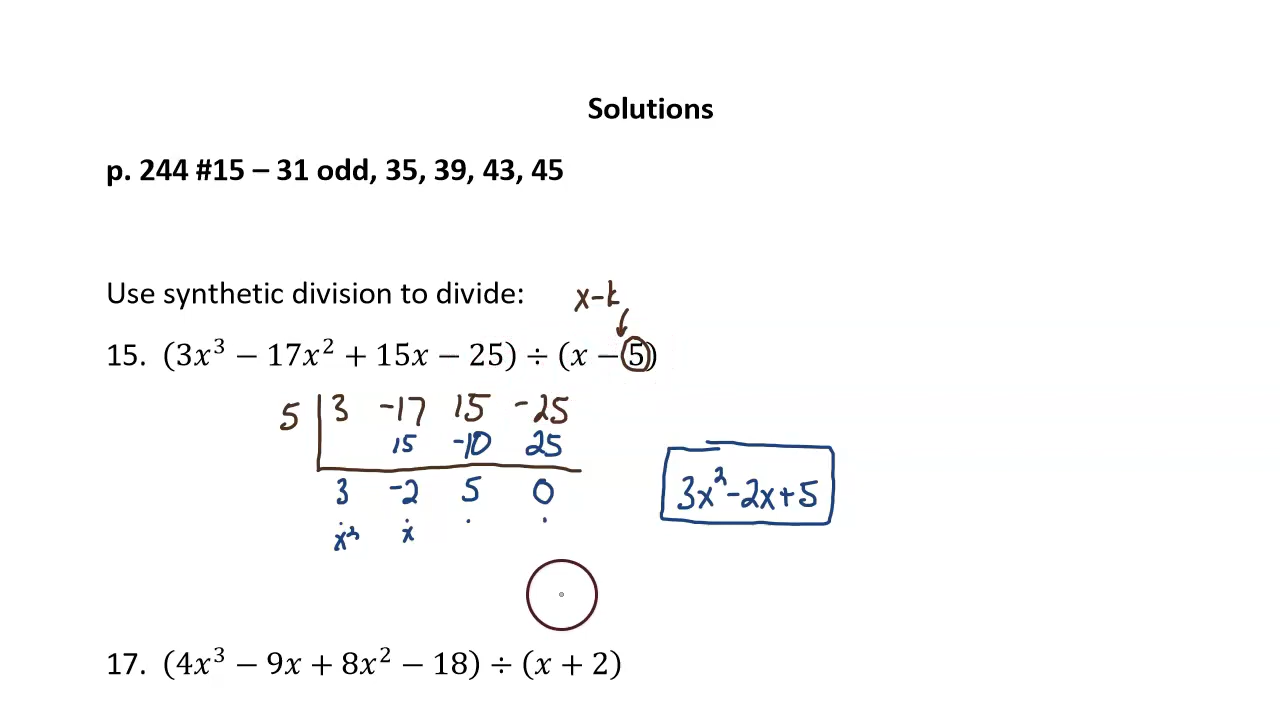 Solutions
p. 244 #15 – 31 odd, 35, 39, 43, 45
Use synthetic division to divide: x-k
15. (3x³ − 17x² + 15x − 25) ÷ (x − 5)
5 | 3 -17 15 -25
15 -10 25
3 -2 5 0
x² x
3x²-2x+5
17. (4x³ − 9x + 8x² − 18) ÷ (x + 2)